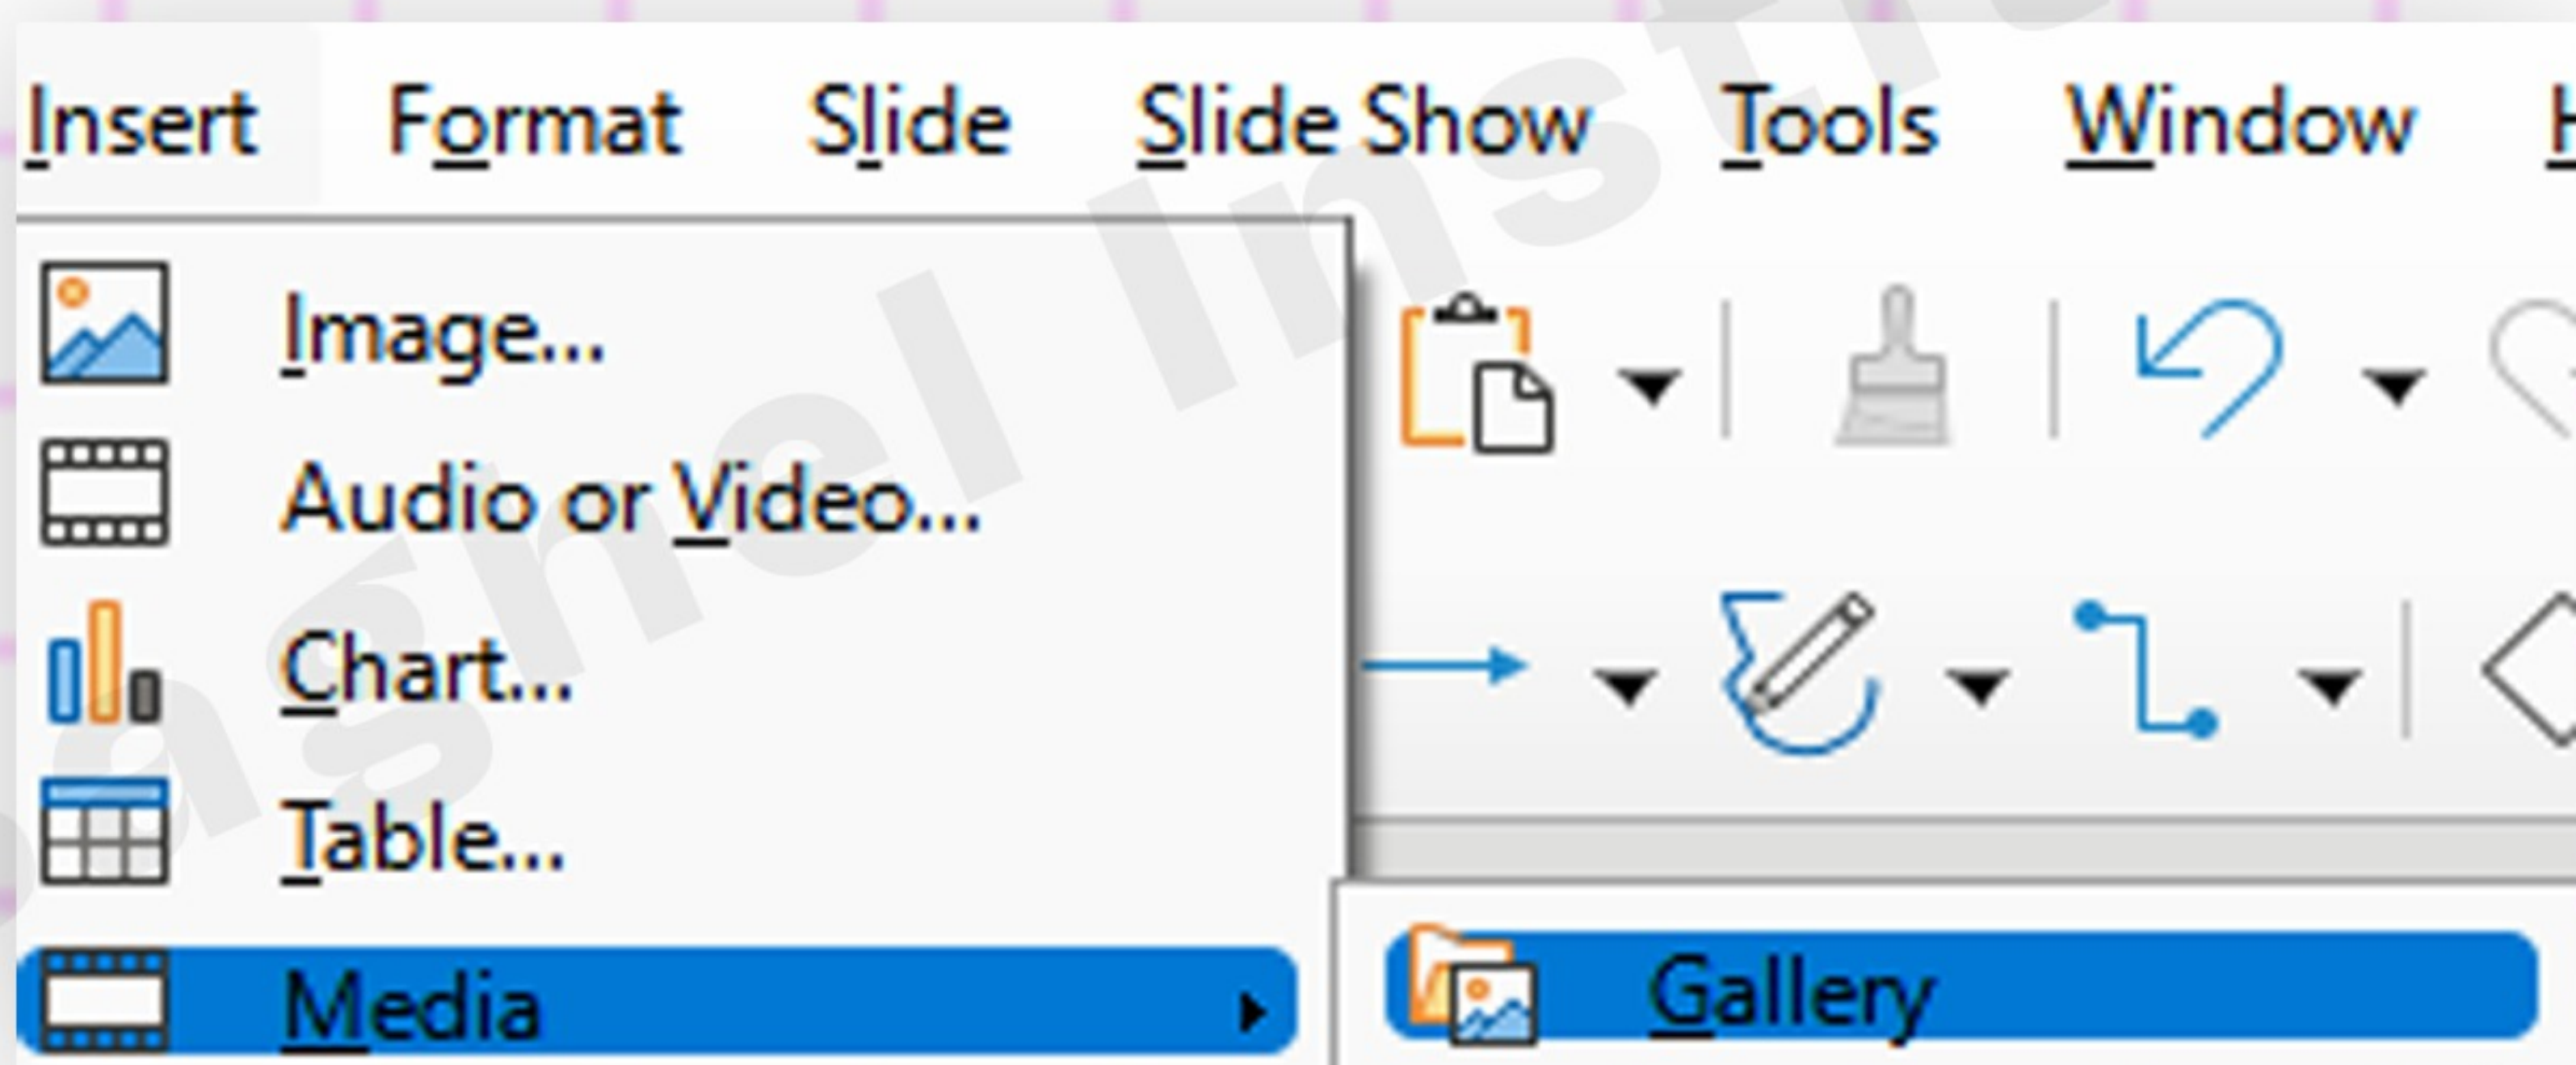 Insert Format Slide Slide Show Tools Window H
Image...
Audio or Video...
Chart...
Table...
Media
Gallery